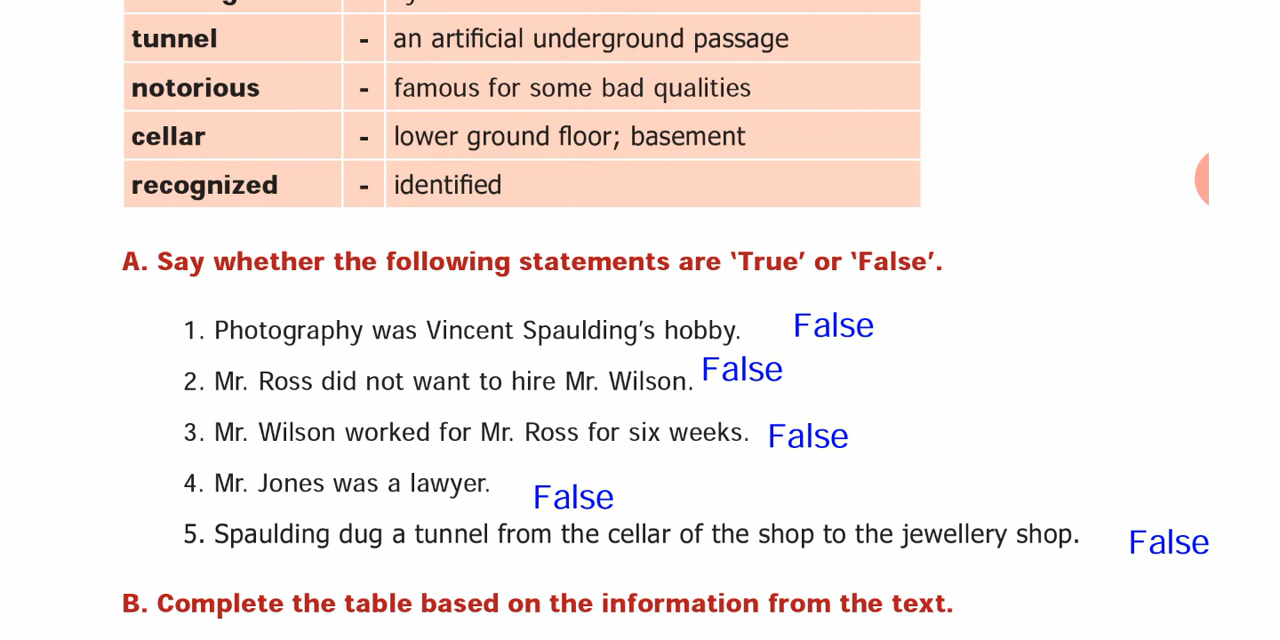 tunnel - an artificial underground passage
notorious - famous for some bad qualities
cellar - lower ground floor; basement
recognized - identified
A. Say whether the following statements are ‘True’ or ‘False’.
1. Photography was Vincent Spaulding’s hobby. False
2. Mr. Ross did not want to hire Mr. Wilson. False
3. Mr. Wilson worked for Mr. Ross for six weeks. False
4. Mr. Jones was a lawyer. False
5. Spaulding dug a tunnel from the cellar of the shop to the jewellery shop. False
B. Complete the table based on the information from the text.